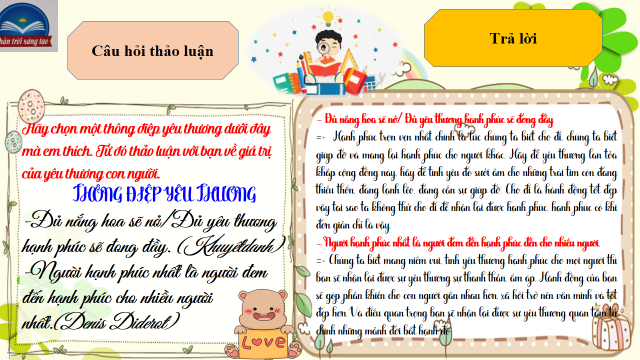 Chân trời sáng tạo
Câu hỏi thảo luận
Trả lời
Hãy chọn một thông điệp yêu thương dưới đây
mà em thích. Từ đó thảo luận với bạn về giá trị
của yêu thương con người.
THÔNG ĐIỆP YÊU THƯƠNG
-Đủ nắng hoa sẽ nở/Đủ yêu thương
hạnh phúc sẽ đong đầy. (Khuyết danh)
-Người hạnh phúc nhất là người đem
đến hạnh phúc cho nhiều người
nhất.(Denis Diderot)
Love
- Đủ nắng hoa sẽ nở/ Đủ yêu thương hạnh phúc sẽ đong đầy
=> Hạnh phúc trọn vẹn nhất chính là lúc chúng ta biết cho đi, chúng ta biết
giúp đỡ và mang lại hạnh phúc cho người khác. Hãy để yêu thương lan tỏa
khắp cộng đồng này, hãy để tình yêu để sưởi ấm cho những trái tim còn đang
thiếu thốn, đang lạnh lẽo, đang cần sự giúp đỡ. Cho đi là hành động tốt đẹp
vậy tại sao ta không thử cho đi để nhận lại được hạnh phúc, hạnh phúc có khi
đơn giản chỉ là vậy.
- Người hạnh phúc nhất là người đem đến hạnh phúc đến cho nhiều người.
=> Chúng ta biết mang niềm vui, tình yêu thương hạnh phúc cho mọi người thì
bạn sẽ nhận lại được sự yêu thương sự thanh thản, ấm áp. Hành động của bạn
sẽ góp phần khiến cho con người gần nhau hơn, xã hội trở nên văn minh và tốt
đẹp hơn. Và điều quan trọng bạn sẽ nhận lại được sự yêu thương quan tâm từ
chính những mảnh đời bất hạnh đó.